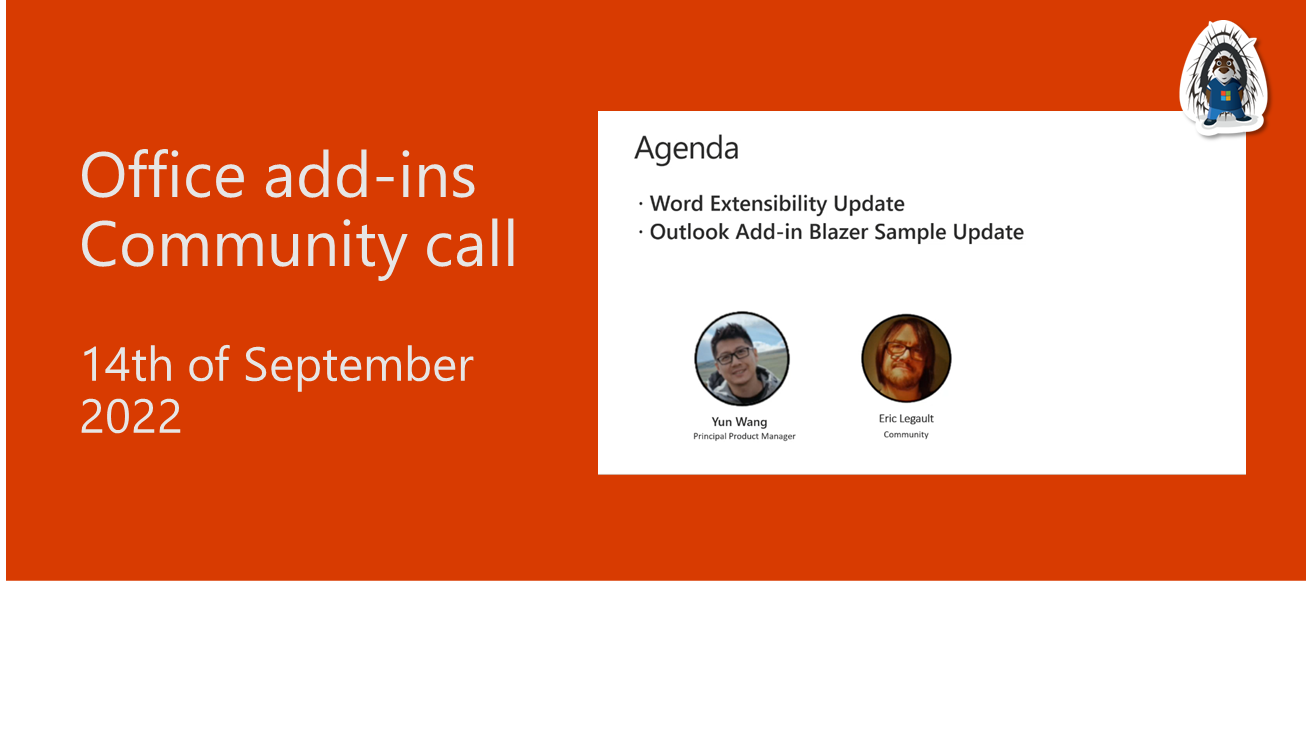 Office add-ins
Community call
14th of September
2022
Agenda
· Word Extensibility Update
· Outlook Add-in Blazer Sample Update
Yun Wang
Principal Product Manager
Eric Legault
Community